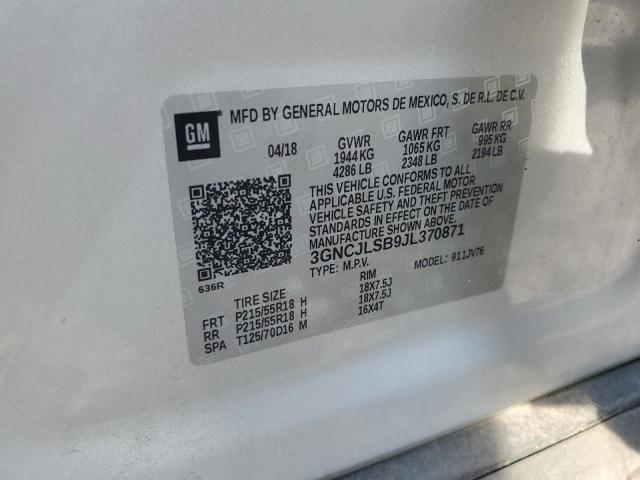 GM
MFD BY GENERAL MOTORS DE MEXICO, S. DE R.L. DE C.V.
04/18 GVWR GAWR FRT GAWR RR
1944 KG 1065 KG 995 KG
4286 LB 2348 LB 2194 LB
THIS VEHICLE CONFORMS TO ALL
APPLICABLE U.S. FEDERAL MOTOR
VEHICLE SAFETY AND THEFT PREVENTION
STANDARDS IN EFFECT ON THE DATE OF
MANUFACTURE SHOWN ABOVE.
3GNCJLSB9JL370871
TYPE: M.P.V. MODEL: 911JV76
636R
TIRE SIZE RIM
FRT P215/55R18 H 18X7.5J
RR P215/55R18 H 18X7.5J
SPA T125/70D16 M 16X4T